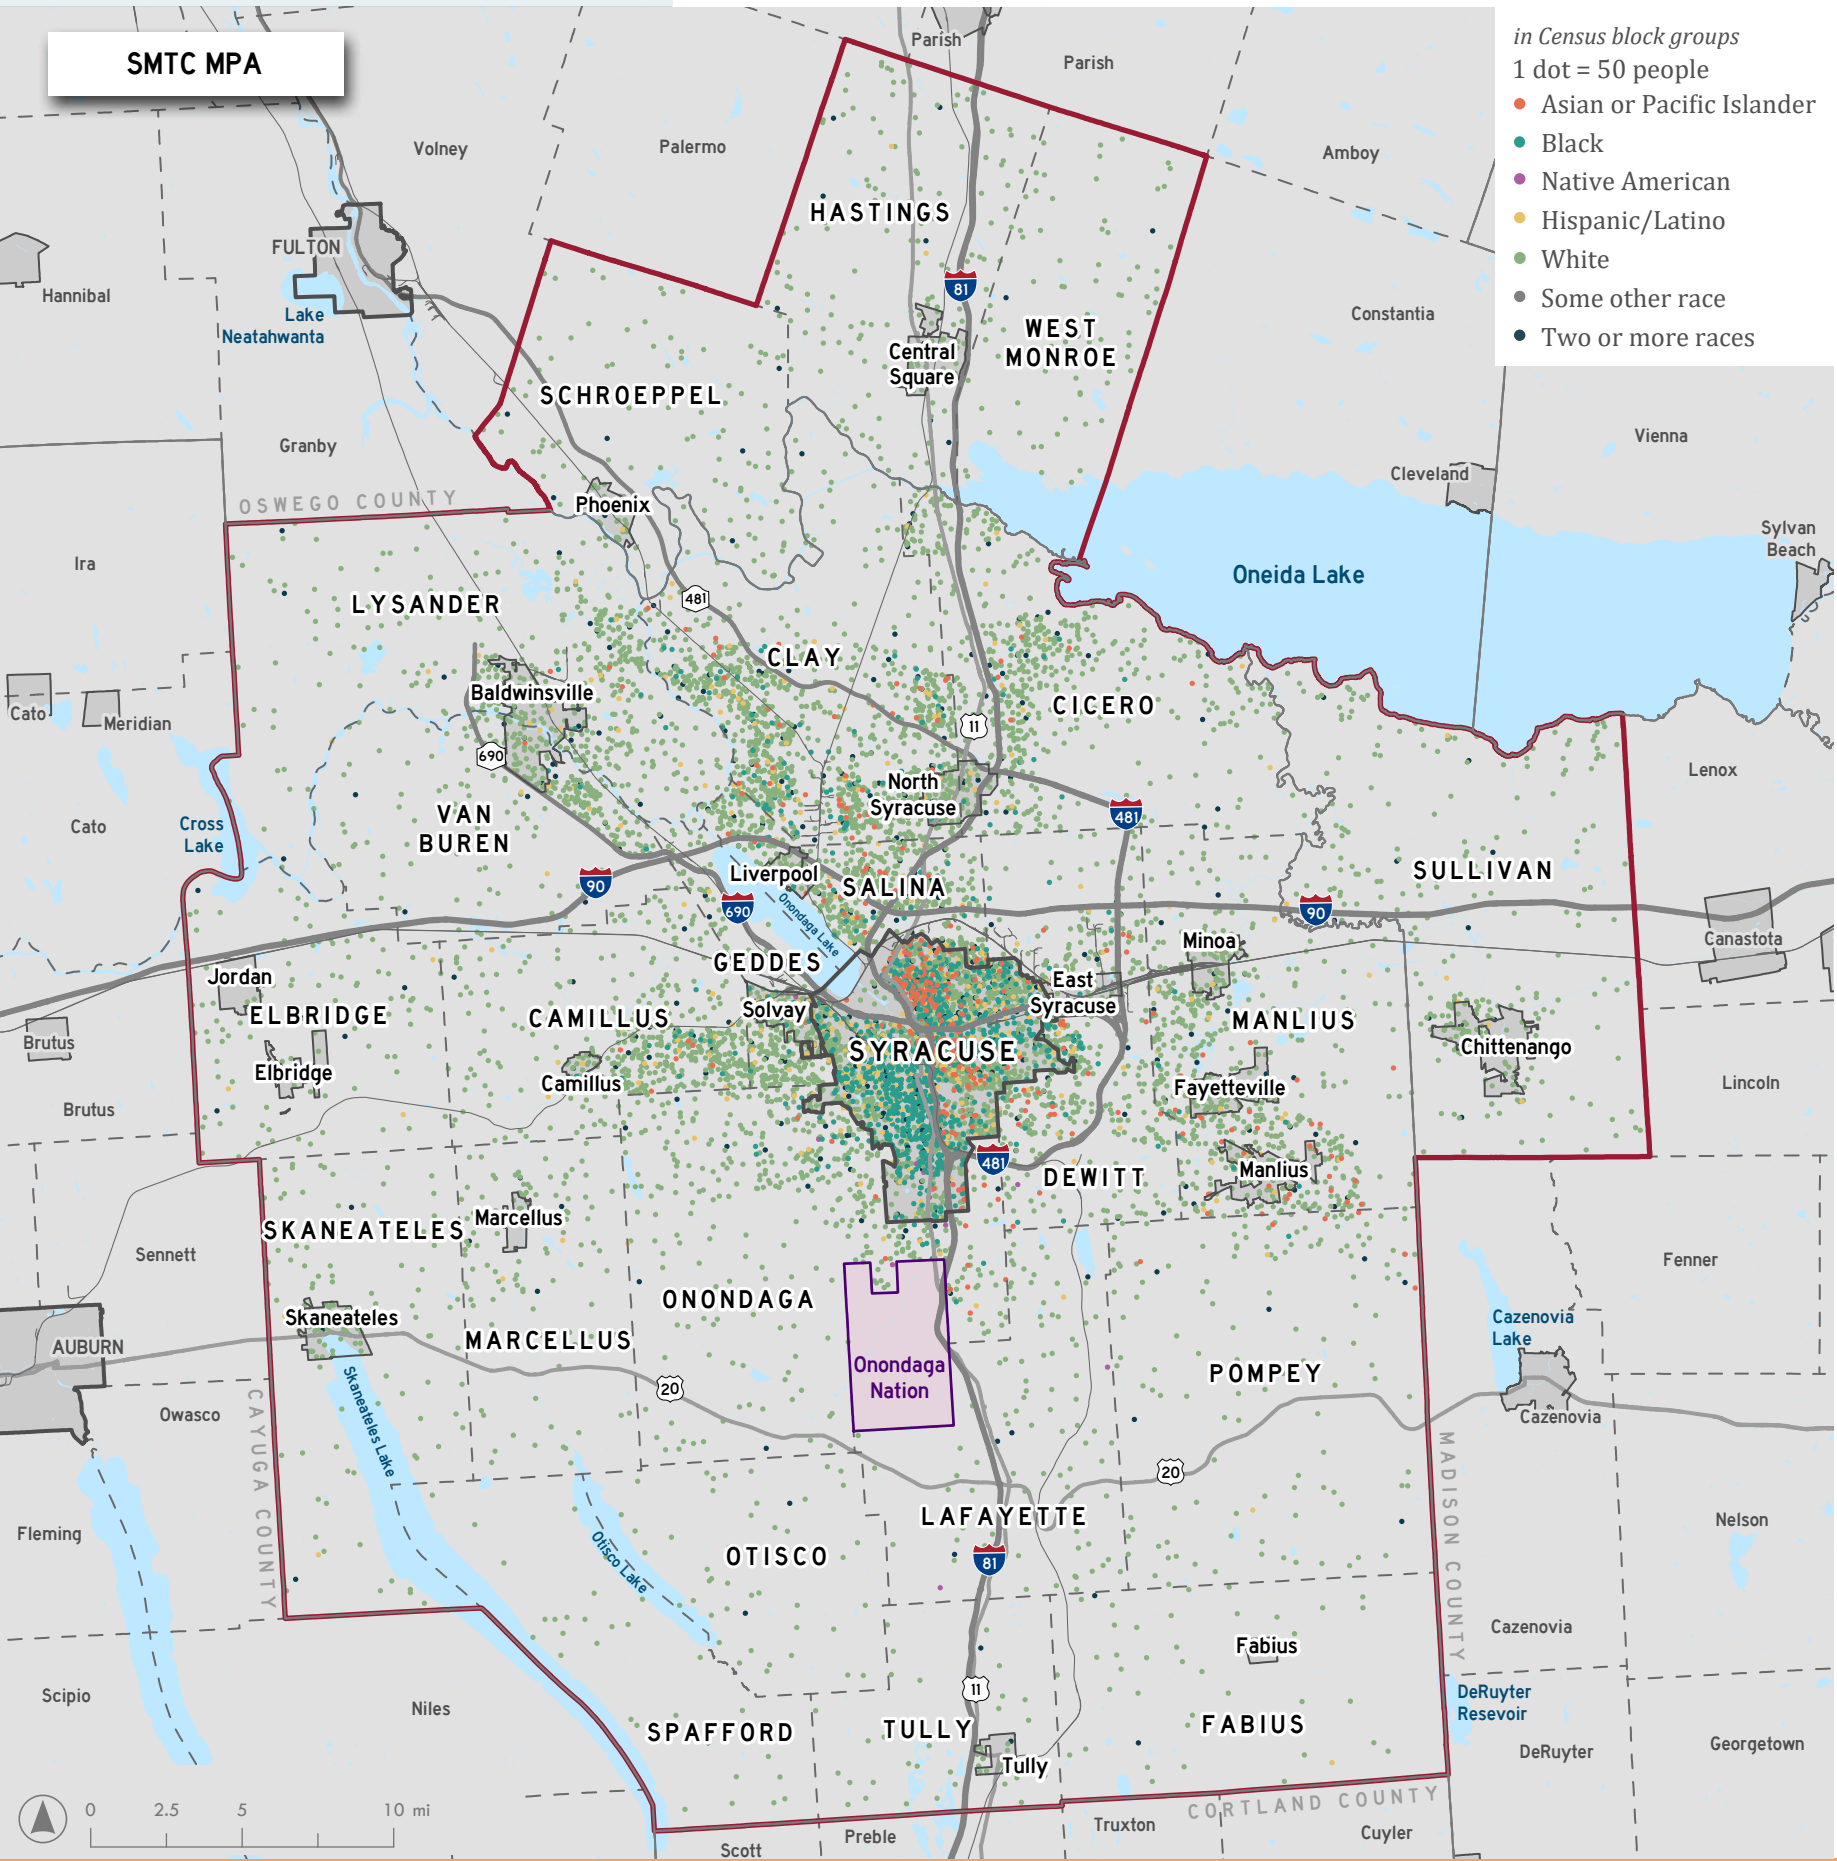 SMTC MPA
in Census block groups
1 dot = 50 people
Asian or Pacific Islander
Black
Native American
Hispanic/Latino
White
Some other race
Two or more races
Parish
Parish
Volney
Palermo
Amboy
HASTINGS
FULTON
Hannibal
81
Lake
Neatahwanta
Constantia
WEST
MONROE
Central
Square
SCHROEPPEL
Granby
Vienna
Cleveland
OSWEGO COUNTY
Phoenix
Sylvan
Beach
Ira
Oneida Lake
LYSANDER
481
CLAY
Baldwinsville
CICERO
Cato
Meridian
11
690
North
Syracuse
Lenox
VAN
BUREN
481
Cato
Cross
Lake
Liverpool
SALINA
SULLIVAN
90
690
Onondaga Lake
90
Minoa
Canastota
GEDDES
Jordan
East
Syracuse
Solvay
ELBRIDGE
CAMILLUS
MANLIUS
Brutus
SYRACUSE
Chittenango
Elbridge
Camillus
Fayetteville
Lincoln
Brutus
481
DEWITT
Manlius
Marcellus
SKANEATELES
Sennett
Fenner
ONONDAGA
Skaneateles
Cazenovia
Lake
MARCELLUS
AUBURN
Onondaga
Nation
POMPEY
20
Skaneateles Lake
Owasco
Cazenovia
CAYUGA COUNTY
MADISON COUNTY
20
LAFAYETTE
Fleming
Nelson
OTISCO
Otisco Lake
81
Cazenovia
Fabius
Scipio
Niles
11
DeRuyter
Resevoir
SPAFFORD
TULLY
FABIUS
DeRuyter
Georgetown
Tully
0 2.5 5 10 mi
CORTLAND COUNTY
Truxton
Cuyler
Preble
Scott